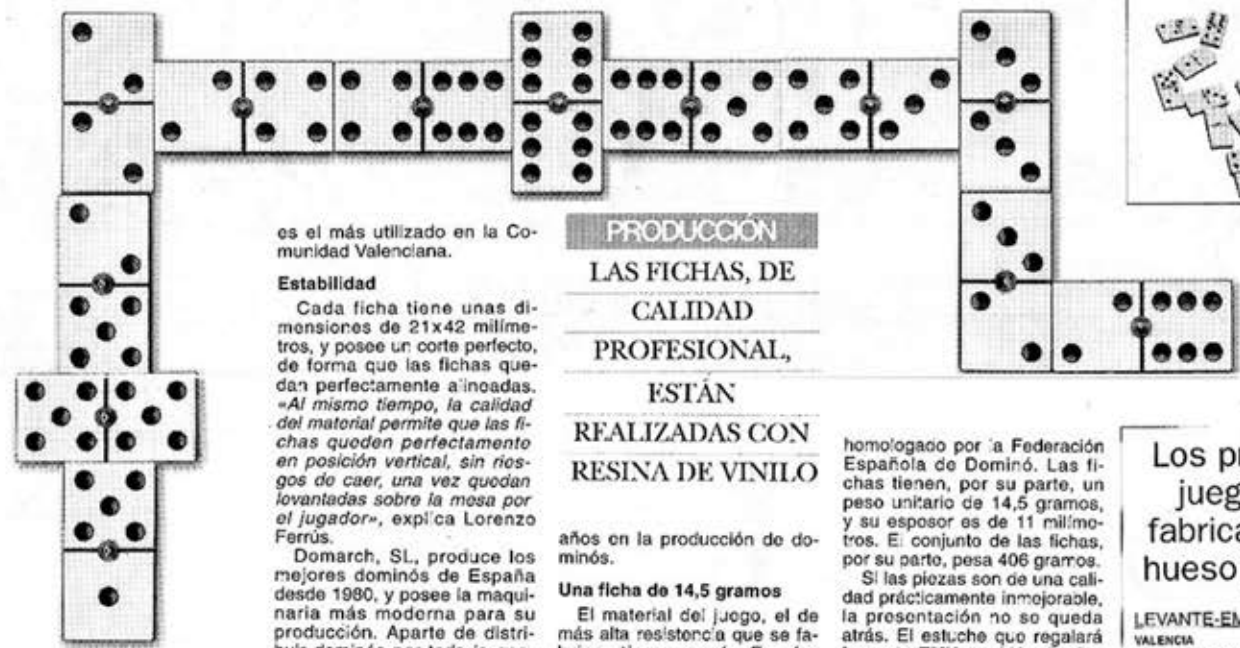 es el más utilizado en la Co-
munidad Valenciana.
Estabilidad
Cada ficha tiene unas di-
mensiones de 21x42 milíme-
tros, y posee un corte perfecto,
de forma que las fichas que-
dan perfectamente alineadas.
«Al mismo tiempo, la calidad
del material permite que las fi-
chas queden perfectamente
en posición vertical, sin ries-
gos de caer, una vez quedan
levantadas sobre la mesa por
el jugador», explica Lorenzo
Ferrús.
Domarch, SL, produce los
mejores dominós de España
desde 1980, y posee la maqui-
naria más moderna para su
producción. Aparte de distri-
PRODUCCIÓN
LAS FICHAS, DE
CALIDAD
PROFESIONAL,
ESTÁN
REALIZADAS CON
RESINA DE VINILO
años en la producción de do-
minós.
Una ficha de 14,5 gramos
El material del juego, el de
más alta resistencia que se fa-
homologado por la Federación
Española de Dominó. Las fi-
chas tienen, por su parte, un
peso unitario de 14,5 gramos,
y su espesor es de 11 milíme-
tros. El conjunto de las fichas,
por su parte, pesa 406 gramos.
Si las piezas son de una cali-
dad prácticamente inmejorable,
la presentación no se queda
atrás. El estuche que regalará
Los
hueso
LEVANTE-EM
VALENCIA